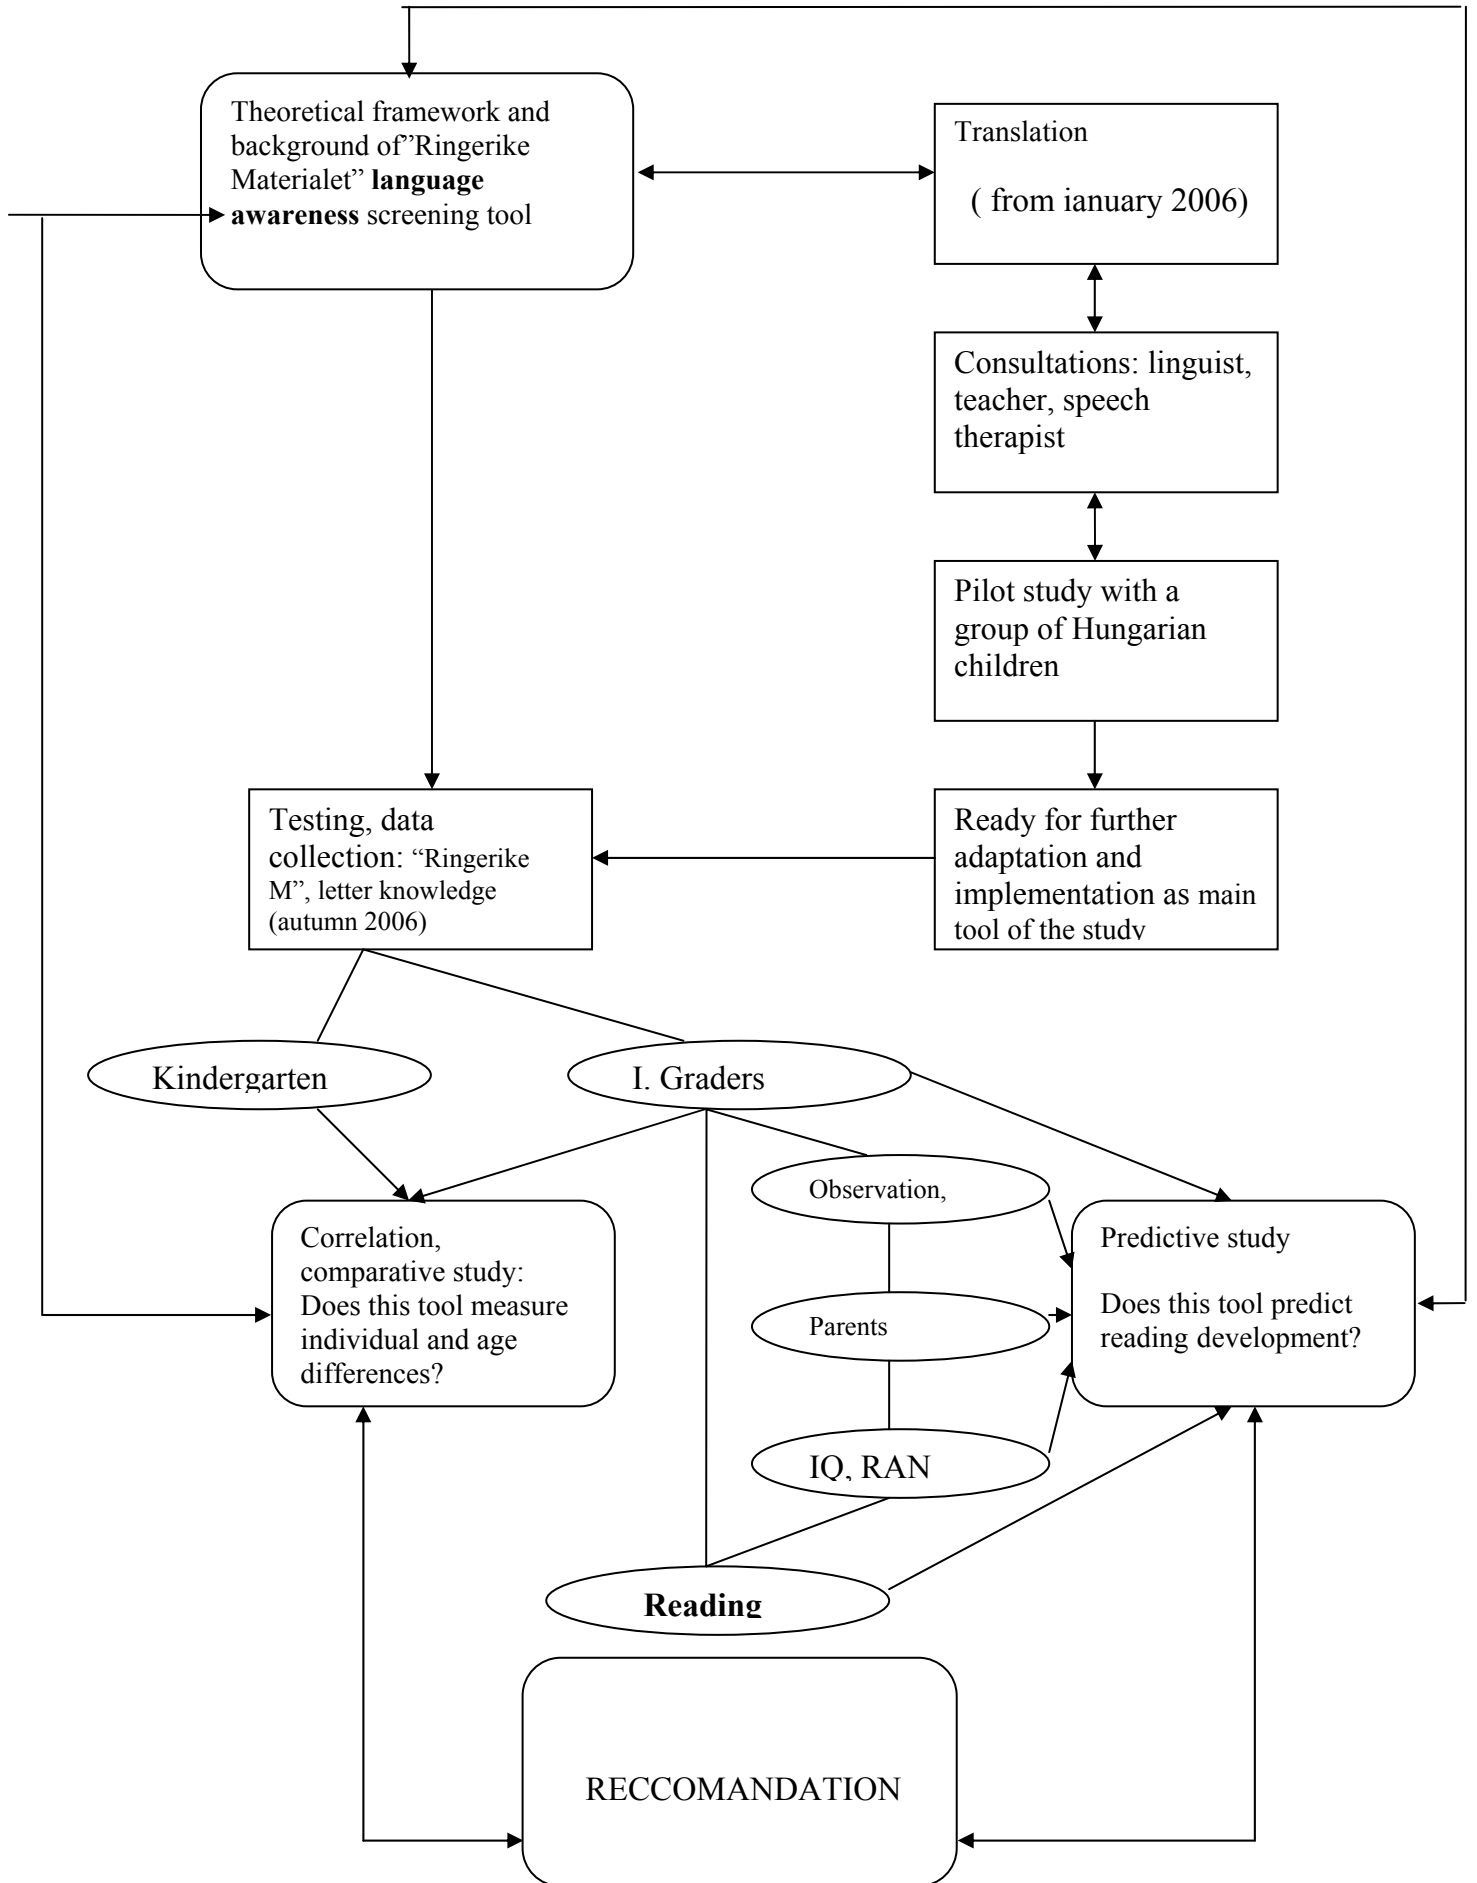 Theoretical framework and
background of”Ringerike
Materialet” language
awareness screening tool
Translation
( from ianuary 2006)
Consultations: linguist,
teacher, speech
therapist
Pilot study with a
group of Hungarian
children
Testing, data
collection: “Ringerike
M”, letter knowledge
(autumn 2006)
Ready for further
adaptation and
implementation as main
tool of the study
Kindergarten
I. Graders
Observation,
Correlation,
comparative study:
Does this tool measure
individual and age
differences?
Parents
Predictive study
Does this tool predict
reading development?
IQ, RAN
Reading
RECCOMANDATION